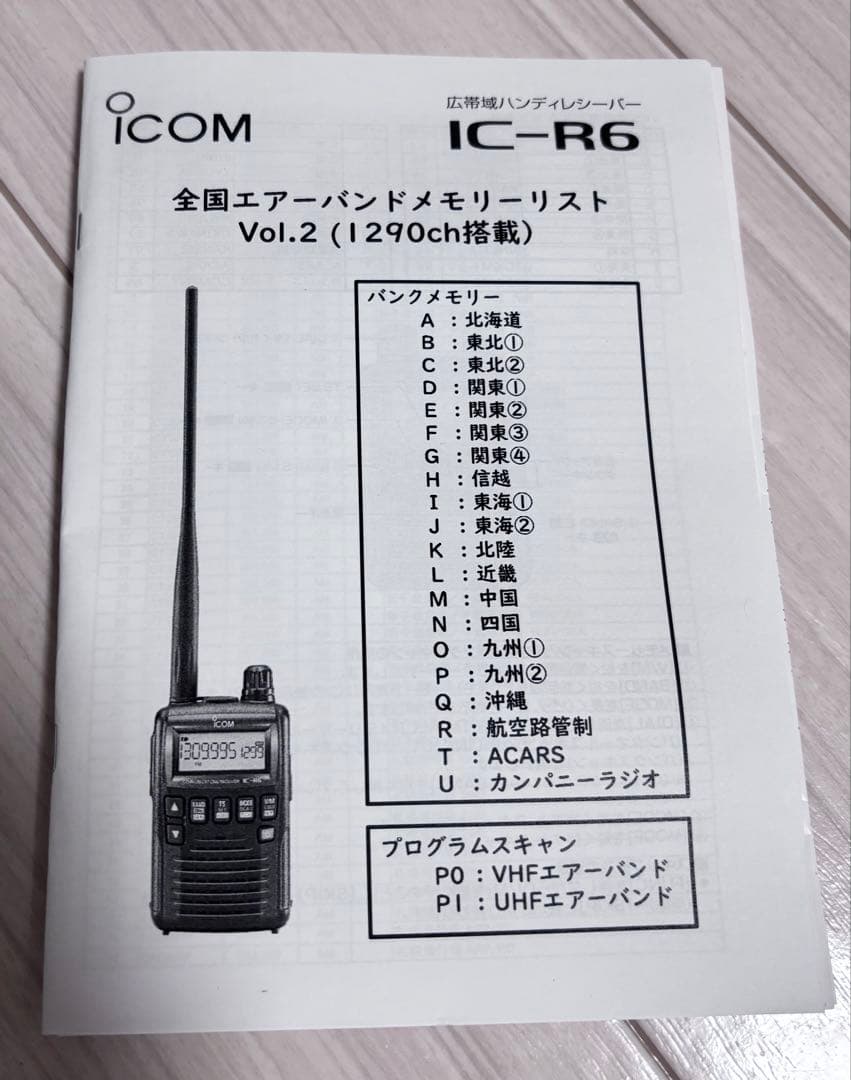 iCOM
広帯域ハンディレシーバー
IC-R6
全国エアーバンドメモリーリスト
Vol.2 (1290ch搭載)
バンクメモリー
A : 北海道
B : 東北①
C : 東北②
D : 関東①
E : 関東②
F : 関東③
G : 関東④
H : 信越
I : 東海①
J : 東海②
K : 北陸
L : 近畿
M : 中国
N : 四国
O : 九州①
P : 九州②
Q : 沖縄
R : 航空路管制
T : ACARS
U : カンパニーラジオ
プログラムスキャン
P0 : VHFエアーバンド
P1 : UHFエアーバンド
iCOM
1309.995